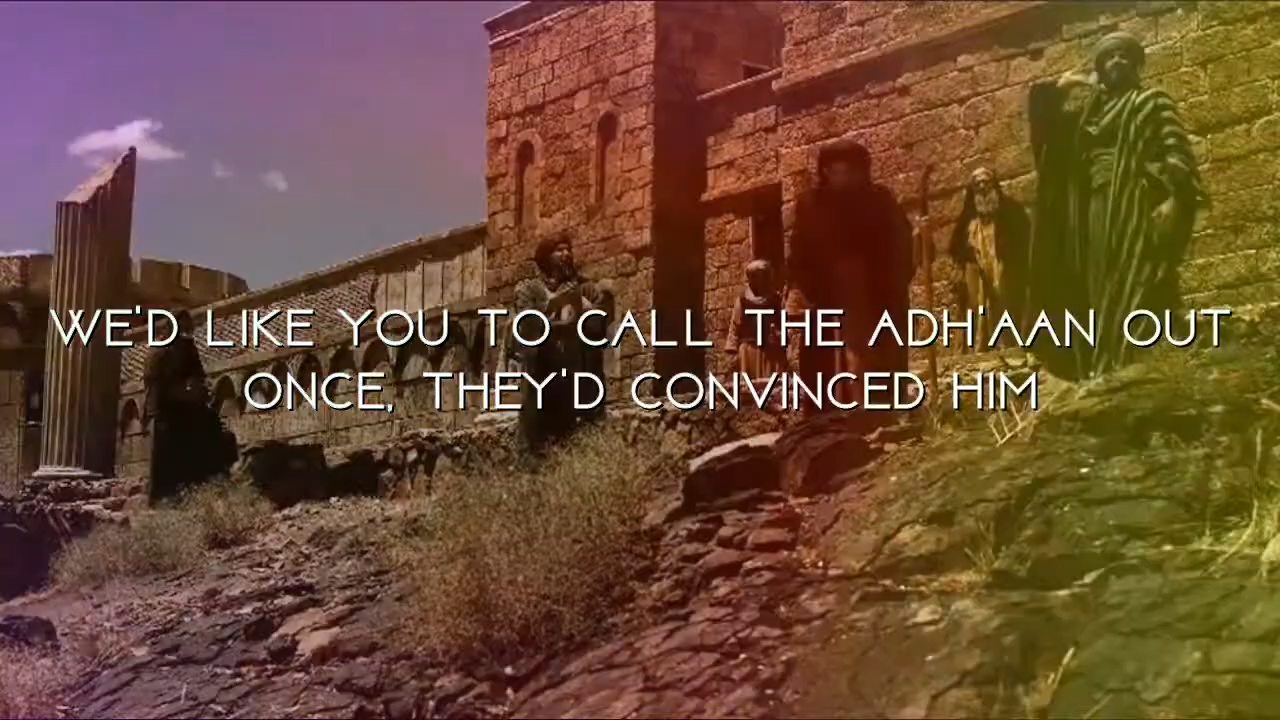 WE'D LIKE YOU TO CALL THE ADH'AAN OUT
ONCE, THEY'D CONVINCED HIM